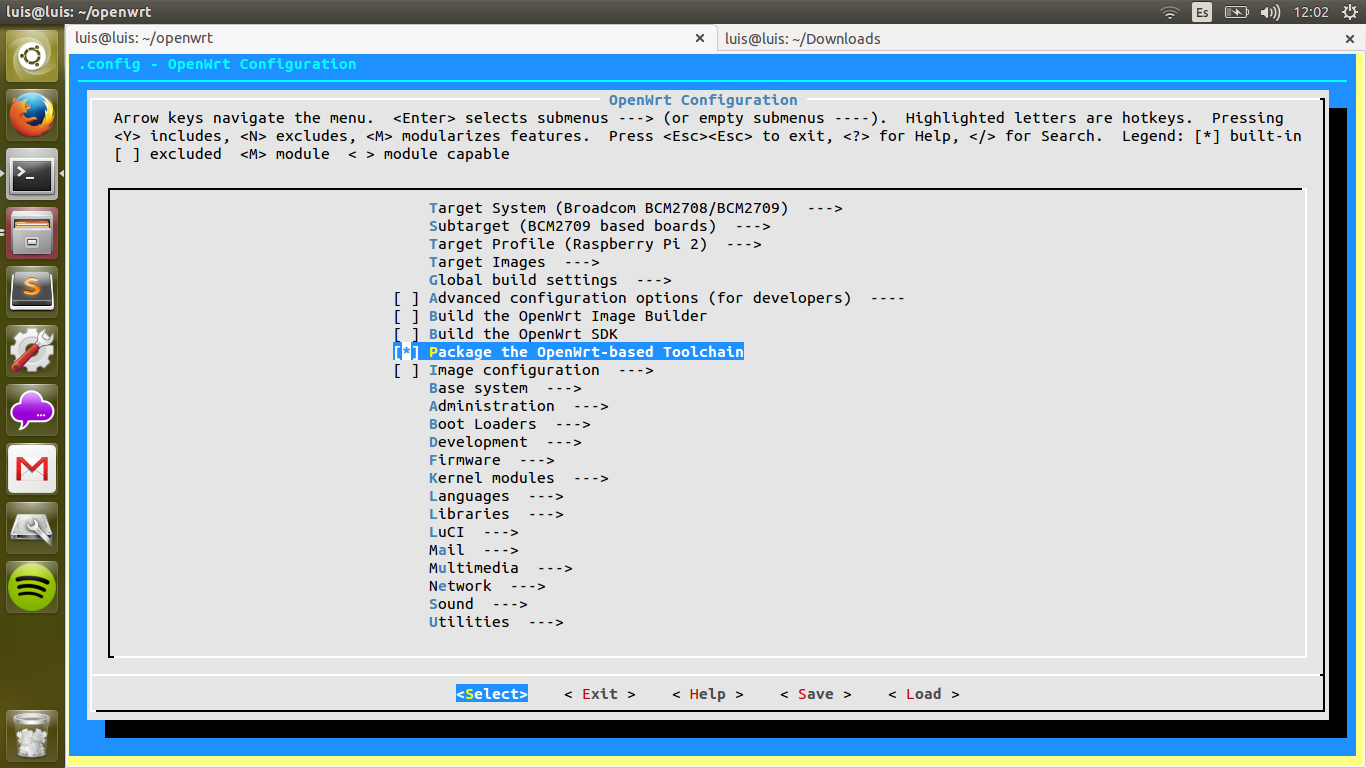 luis@luis: ~/openwrt
Es
12:02
luis@luis: ~/openwrt × luis@luis: ~/Downloads ×
.config - OpenWrt Configuration
OpenWrt Configuration
Arrow keys navigate the menu.  <Enter> selects submenus ---> (or empty submenus ----).  Highlighted letters are hotkeys.  Pressing
<Y> includes, <N> excludes, <M> modularizes features.  Press <Esc><Esc> to exit, <?> for Help, </> for Search.  Legend: [*] built-in
[ ] excluded  <M> module  < > module capable
Target System (Broadcom BCM2708/BCM2709)  --->
Subtarget (BCM2709 based boards)  --->
Target Profile (Raspberry Pi 2)  --->
Target Images  --->
Global build settings  --->
[ ] Advanced configuration options (for developers)  ----
[ ] Build the OpenWrt Image Builder
[ ] Build the OpenWrt SDK
[*] Package the OpenWrt-based Toolchain
[ ] Image configuration  --->
Base system  --->
Administration  --->
Boot Loaders  --->
Development  --->
Firmware  --->
Kernel modules  --->
Languages  --->
Libraries  --->
LuCI  --->
Mail  --->
Multimedia  --->
Network  --->
Sound  --->
Utilities  --->
<Select>    < Exit >    < Help >    < Save >    < Load >